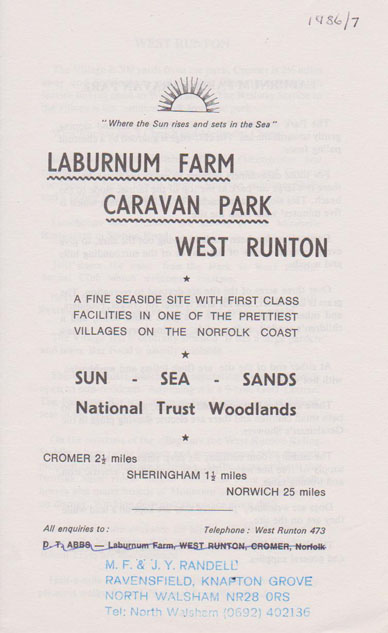 1986/7
"Where the Sun rises and sets in the Sea"
LABURNUM FARM
CARAVAN PARK
WEST RUNTON
★
A FINE SEASIDE SITE WITH FIRST CLASS
FACILITIES IN ONE OF THE PRETTIEST
VILLAGES ON THE NORFOLK COAST
★
SUN - SEA - SANDS
National Trust Woodlands
★
CROMER 2½ miles
SHERINGHAM 1½ miles
NORWICH 25 miles
All enquiries to : Telephone : West Runton 473
D. T. ABBS — Laburnum Farm, WEST RUNTON, CROMER, Norfolk
M. F. & J. Y. RANDELL
RAVENSFIELD, KNAPTON GROVE
NORTH WALSHAM NR28 0RS
Tel: North Walsham (0692) 402136